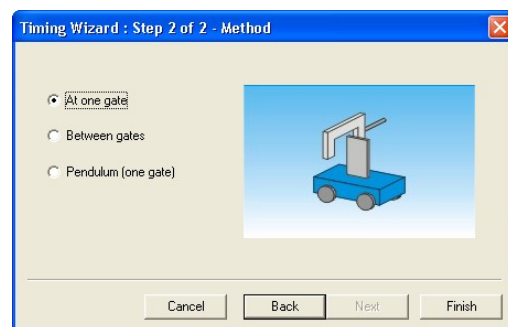 Timing Wizard : Step 2 of 2 - Method
At one gate
Between gates
Pendulum (one gate)
Cancel
Back
Next
Finish